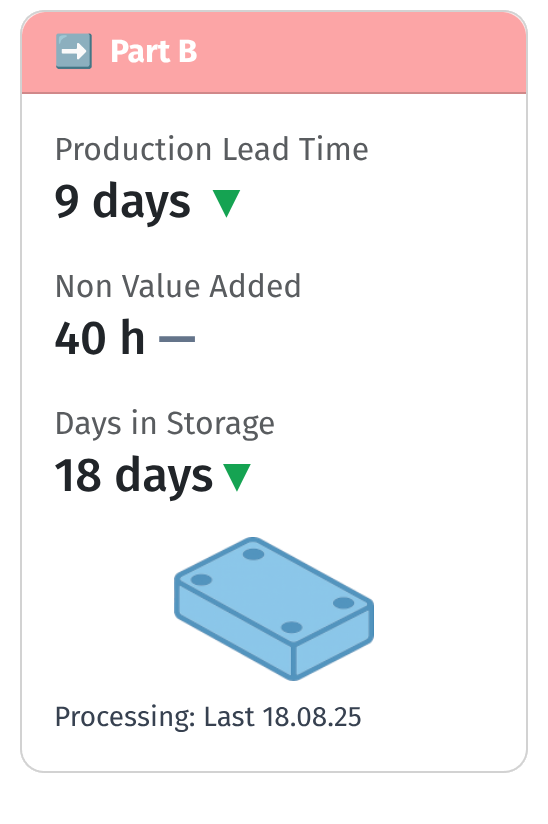 ➡️ Part B
Production Lead Time
9 days ▼
Non Value Added
40 h —
Days in Storage
18 days ▼
Processing: Last 18.08.25